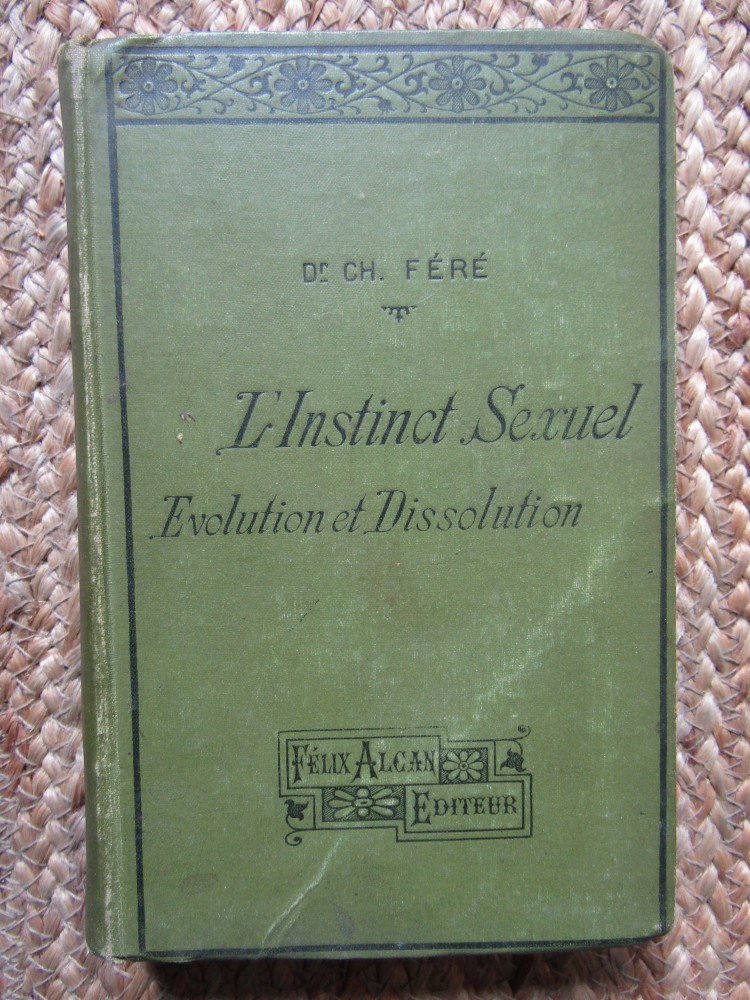 Dr CH. FÉRÉ
L'Instinct Sexuel
Evolution et Dissolution
FÉLIX ALCAN
EDITEUR